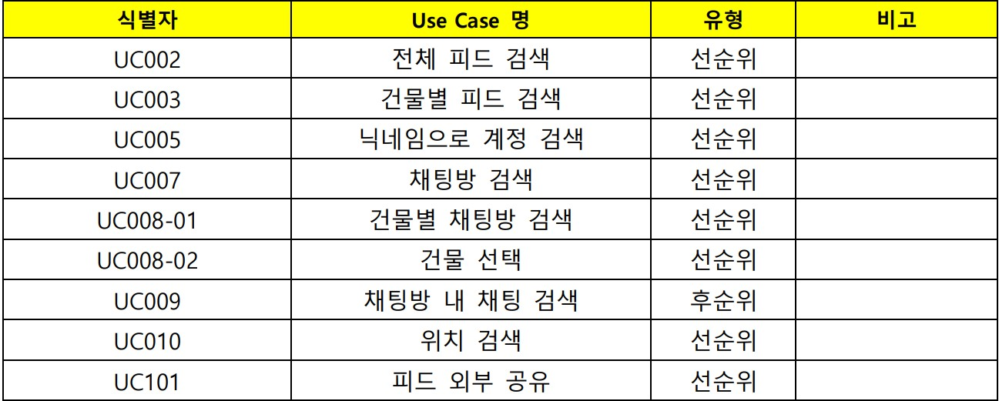 식별자 Use Case 명 유형 비고
UC002 전체 피드 검색 선순위
UC003 건물별 피드 검색 선순위
UC005 닉네임으로 계정 검색 선순위
UC007 채팅방 검색 선순위
UC008-01 건물별 채팅방 검색 선순위
UC008-02 건물 선택 선순위
UC009 채팅방 내 채팅 검색 후순위
UC010 위치 검색 선순위
UC101 피드 외부 공유 선순위